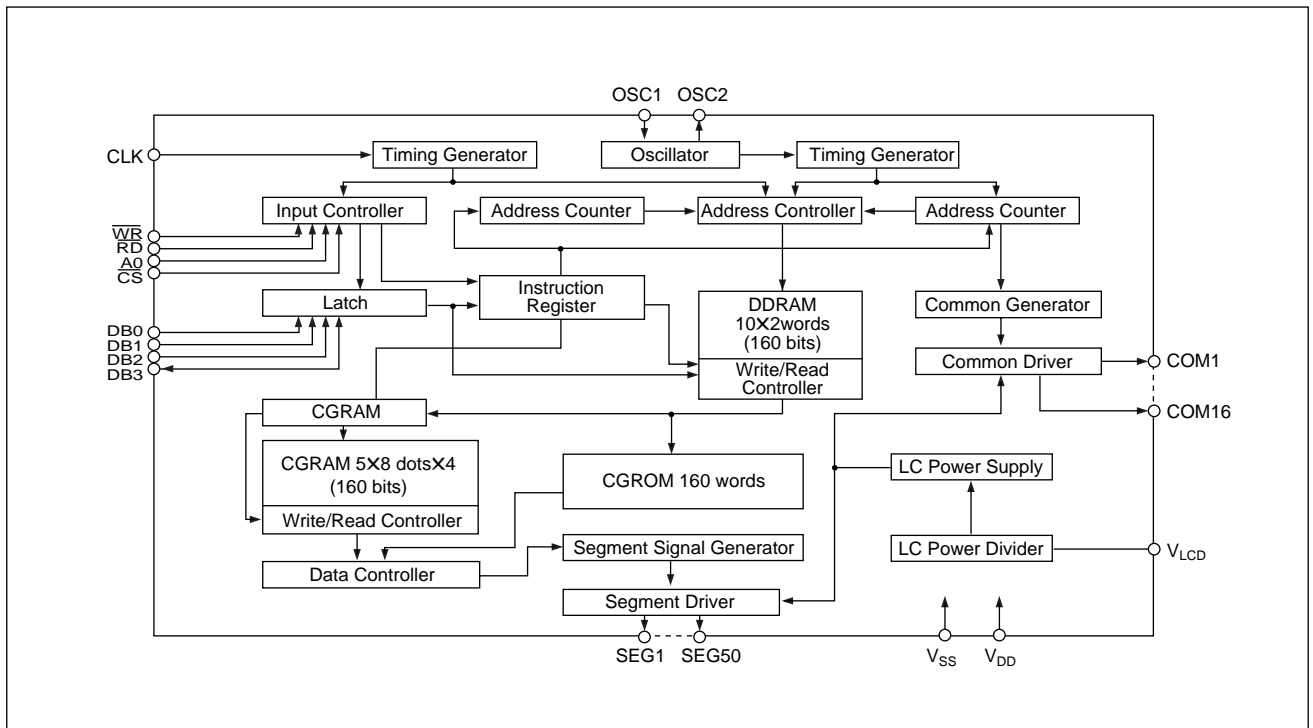 OSC1 OSC2
CLK
Timing Generator
Oscillator
Timing Generator
Input Controller
Address Counter
Address Controller
Address Counter
WR
RD
A0
CS
Latch
Instruction
Register
DDRAM
10×2words
(160 bits)
Write/Read
Controller
Common Generator
DB0
DB1
DB2
DB3
Common Driver
COM1
COM16
CGRAM
CGRAM 5×8 dots×4
(160 bits)
Write/Read Controller
CGROM 160 words
LC Power Supply
Segment Signal Generator
LC Power Divider
VLCD
Data Controller
Segment Driver
SEG1 SEG50
VSS VDD